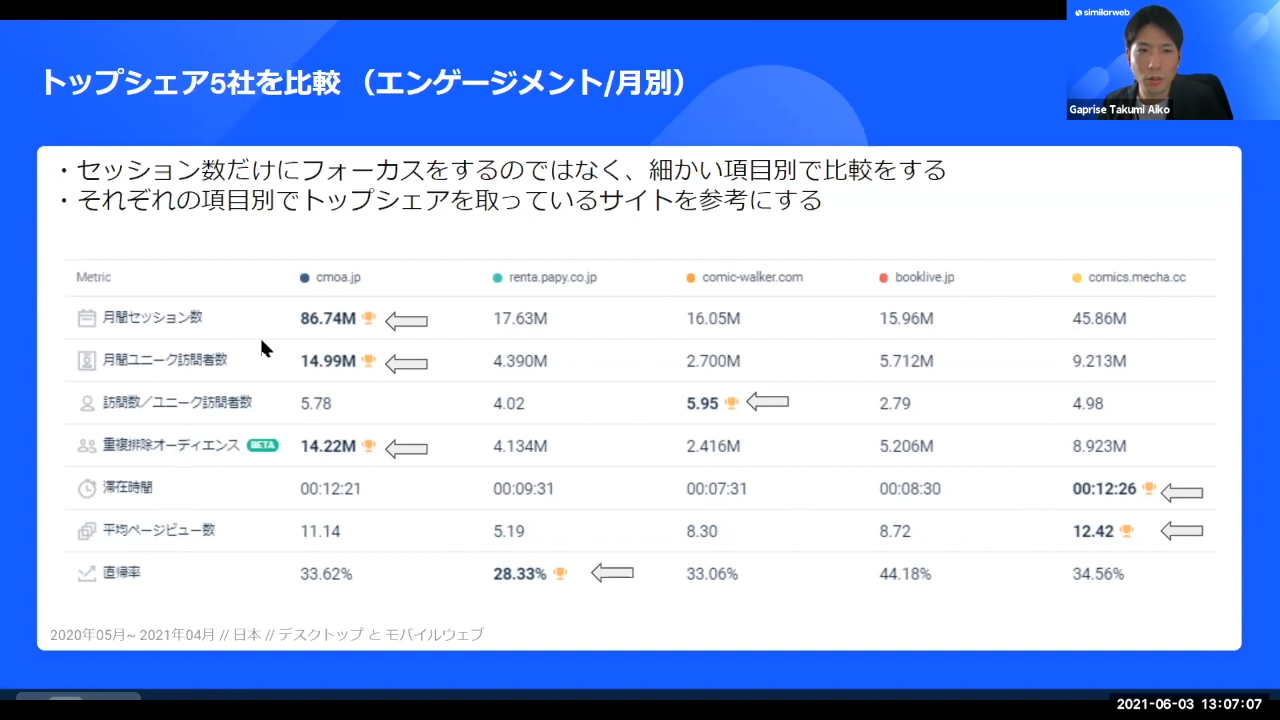 similarweb
Gaprise Takumi Aiko
トップシェア5社を比較 （エンゲージメント/月別）
・セッション数だけにフォーカスをするのではなく、細かい項目別で比較をする
・それぞれの項目別でトップシェアを取っているサイトを参考にする
Metric cmoa.jp renta.papy.co.jp comic-walker.com booklive.jp comics.mecha.cc
月間セッション数 86.74M 17.63M 16.05M 15.96M 45.86M
月間ユニーク訪問者数 14.99M 4.390M 2.700M 5.712M 9.213M
訪問数／ユニーク訪問者数 5.78 4.02 5.95 2.79 4.98
重複排除オーディエンス BETA 14.22M 4.134M 2.416M 5.206M 8.923M
滞在時間 00:12:21 00:09:31 00:07:31 00:08:30 00:12:26
平均ページビュー数 11.14 5.19 8.30 8.72 12.42
直帰率 33.62% 28.33% 33.06% 44.18% 34.56%
2020年05月~ 2021年04月 // 日本 // デスクトップ と モバイルウェブ
2021-06-03 13:07:07